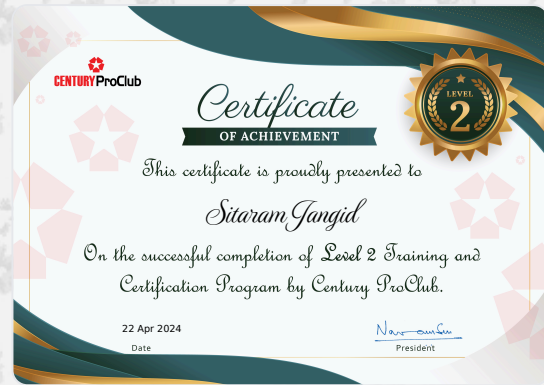 CENTURY ProClub
LEVEL
2
Certificate
OF ACHIEVEMENT
This certificate is proudly presented to
Sitaram Jangid
On the successful completion of Level 2 Training and
Certification Program by Century ProClub.
22 Apr 2024
Date
President